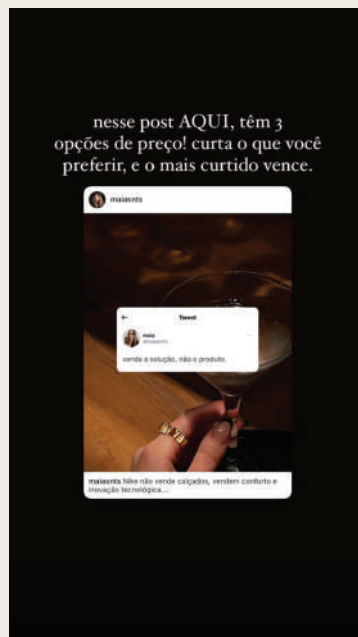 nesse post AQUI, têm 3
opções de preço! curta o que você
preferir, e o mais curtido vence.
maiasnts
Tweet
maia
@maiasnts
venda a solução, não o produto.
maiasnts Nike não vende calçados, vendem conforto e
inovação tecnológica....